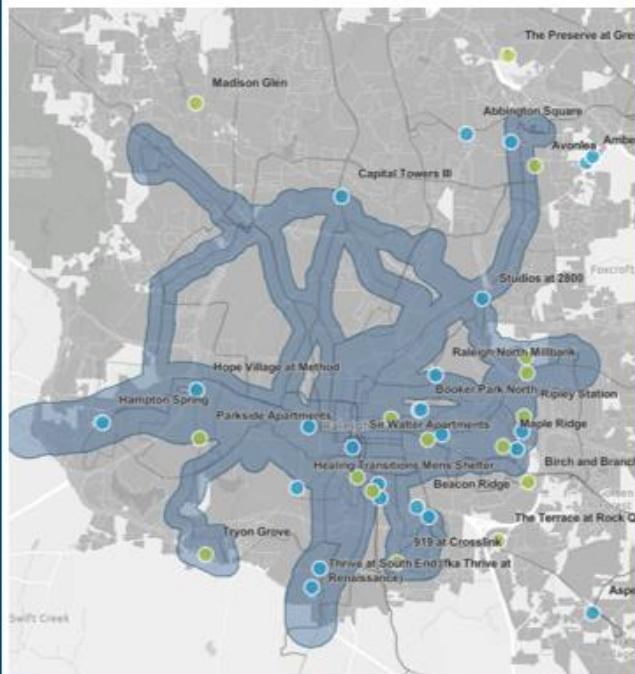 The Preserve at Gre
Madison Glen
Abbington Square
Avonlea
Ambe
Capital Towers III
Foxcroft
Studios at 2800
Raleigh North Millbank
Hope Village at Method
Booker Park North
Ripley Station
Hampton Spring
Parkside Apartments
Sir Walter Apartments
Maple Ridge
Healing Transitions Mens Shelter
Birch and Branch
Beacon Ridge
The Terrace at Rock Q
Tryon Grove
919 at Crosslink
Thrive at South End (fka Thrive at
Renaissance)
Aspe
Swift Creek